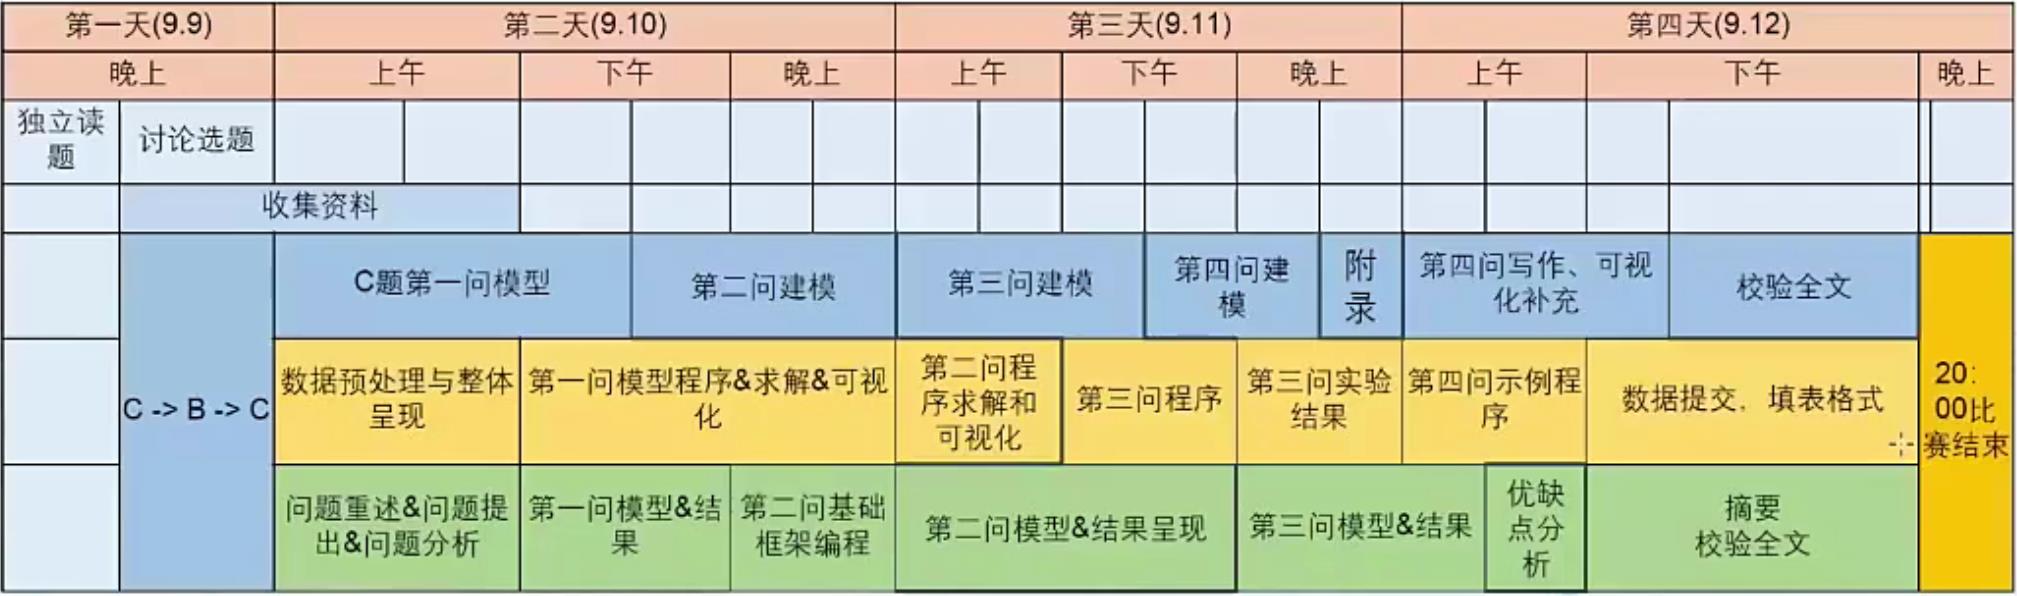 第一天(9.9)
第二天(9.10)
第三天(9.11)
第四天(9.12)
晚上
上午
下午
晚上
上午
下午
晚上
上午
下午
晚上
独立读
题
讨论选题
收集资料
C -> B -> C
C题第一问模型
第二问建模
第三问建模
第四问建
模
附
录
第四问写作、可视
化补充
校验全文
数据预处理与整体
呈现
第一问模型程序&求解&可视
化
第二问程
序求解和
可视化
第三问程序
第三问实验
结果
第四问示例程
序
数据提交，填表格式
20：
00比
赛结束
问题重述&问题提
出&问题分析
第一问模型&结
果
第二问基础
框架编程
第二问模型&结果呈现
第三问模型&结果
优缺
点分
析
摘要
校验全文